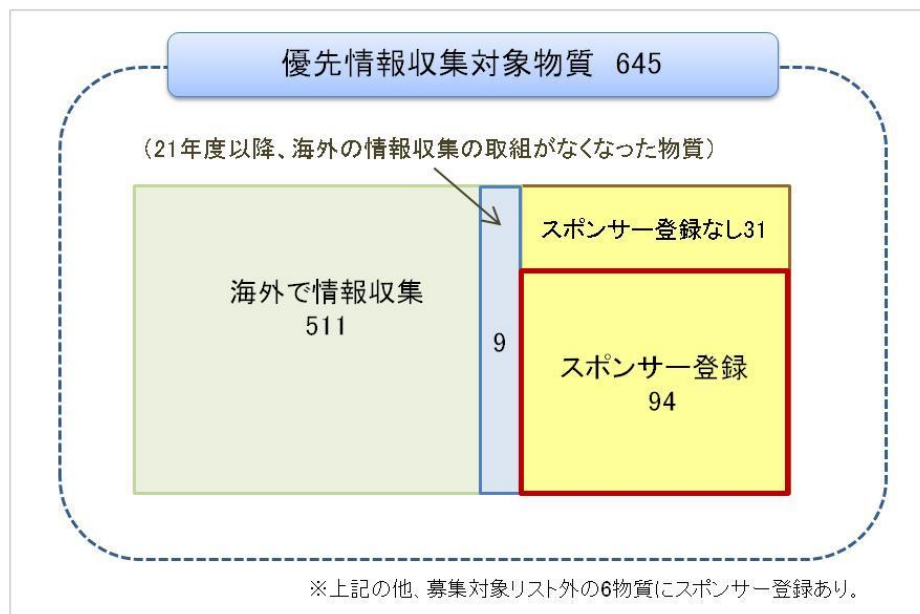 優先情報収集対象物質 645
（21年度以降、海外の情報収集の取組がなくなった物質）
スポンサー登録なし31
海外で情報収集
511
9
スポンサー登録
94
※上記の他、募集対象リスト外の6物質にスポンサー登録あり。